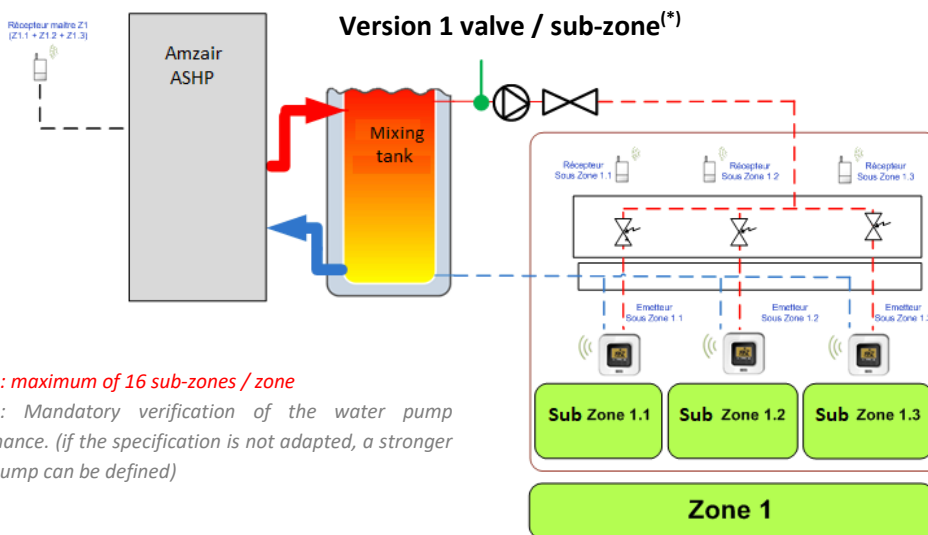 Version 1 valve / sub-zone(*)
Récepteur maitre Z1
(Z1.1 + Z1.2 + Z1.3)
Amzair
ASHP
Mixing
tank
Récepteur
Sous Zone 1.1
Récepteur
Sous Zone 1.2
Récepteur
Sous Zone 1.3
Emetteur
Sous Zone 1.1
Emetteur
Sous Zone 1.2
Emetteur
Sous Zone 1.3
: maximum of 16 sub-zones / zone
: Mandatory verification of the water pump
mance. (if the specification is not adapted, a stronger
ump can be defined)
Sub Zone 1.1
Sub Zone 1.2
Sub Zone 1.3
Zone 1